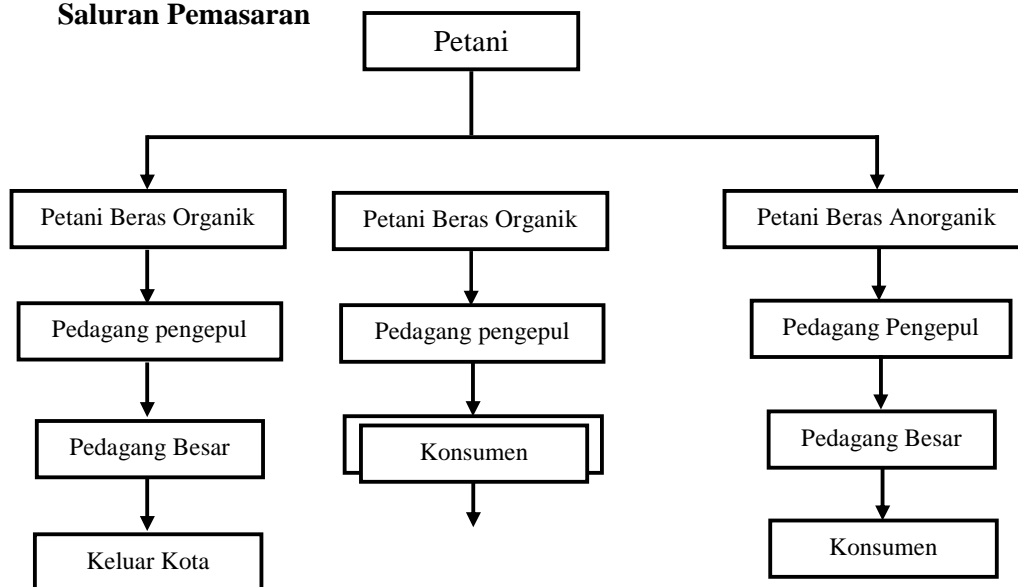 Saluran Pemasaran
Petani
Petani Beras Organik
Petani Beras Organik
Petani Beras Anorganik
Pedagang pengepul
Pedagang pengepul
Pedagang Pengepul
Pedagang Besar
Konsumen
Pedagang Besar
Keluar Kota
Konsumen